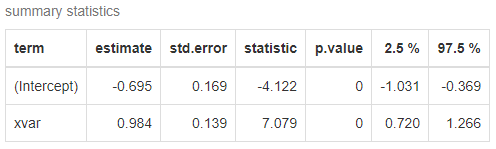 summary statistics
term estimate std.error statistic p.value 2.5 % 97.5 %
(Intercept) -0.695 0.169 -4.122 0 -1.031 -0.369
xvar 0.984 0.139 7.079 0 0.720 1.266